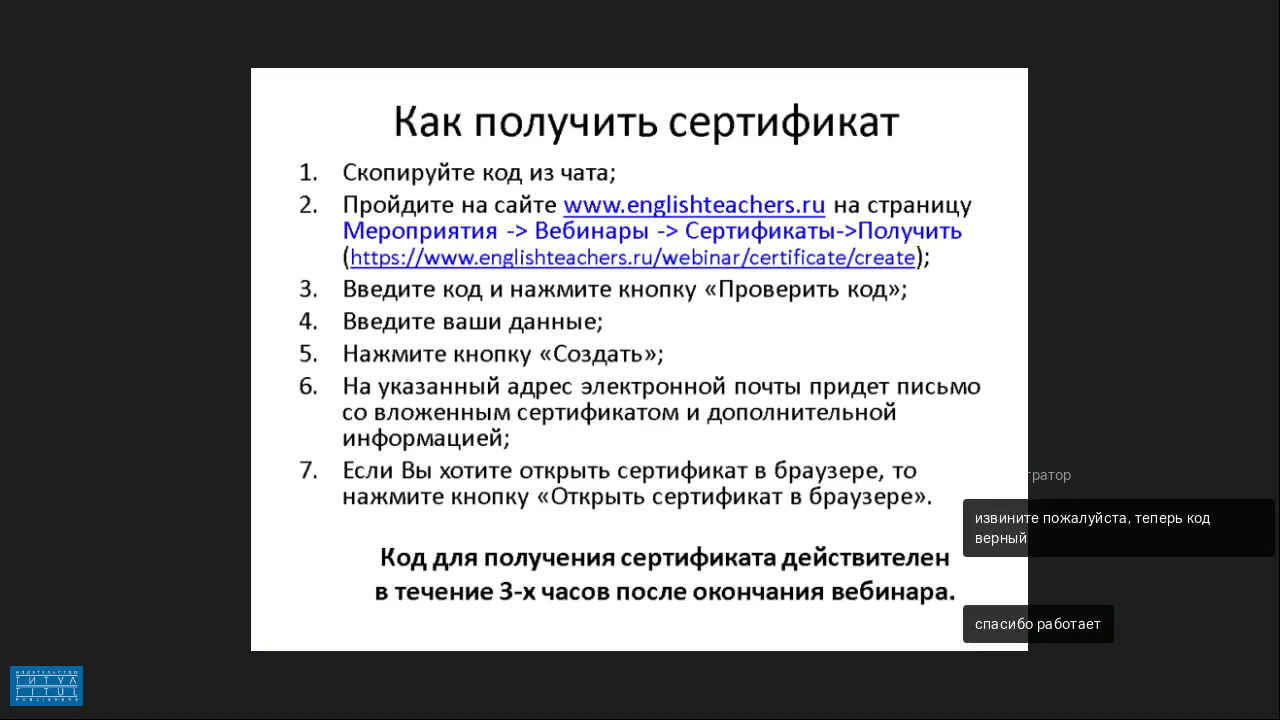 Как получить сертификат
1. Скопируйте код из чата;
2. Пройдите на сайте www.englishteachers.ru на страницу
Мероприятия -> Вебинары -> Сертификаты->Получить
(https://www.englishteachers.ru/webinar/certificate/create);
3. Введите код и нажмите кнопку «Проверить код»;
4. Введите ваши данные;
5. Нажмите кнопку «Создать»;
6. На указанный адрес электронной почты придет письмо
со вложенным сертификатом и дополнительной
информацией;
7. Если Вы хотите открыть сертификат в браузере, то
нажмите кнопку «Открыть сертификат в браузере».
Код для получения сертификата действителен
в течение 3-х часов после окончания вебинара.
извините пожалуйста, теперь код
верный
спасибо работает
ИЗДАТЕЛЬСТВО
ТИТУЛ
TITUL
PUBLISHERS